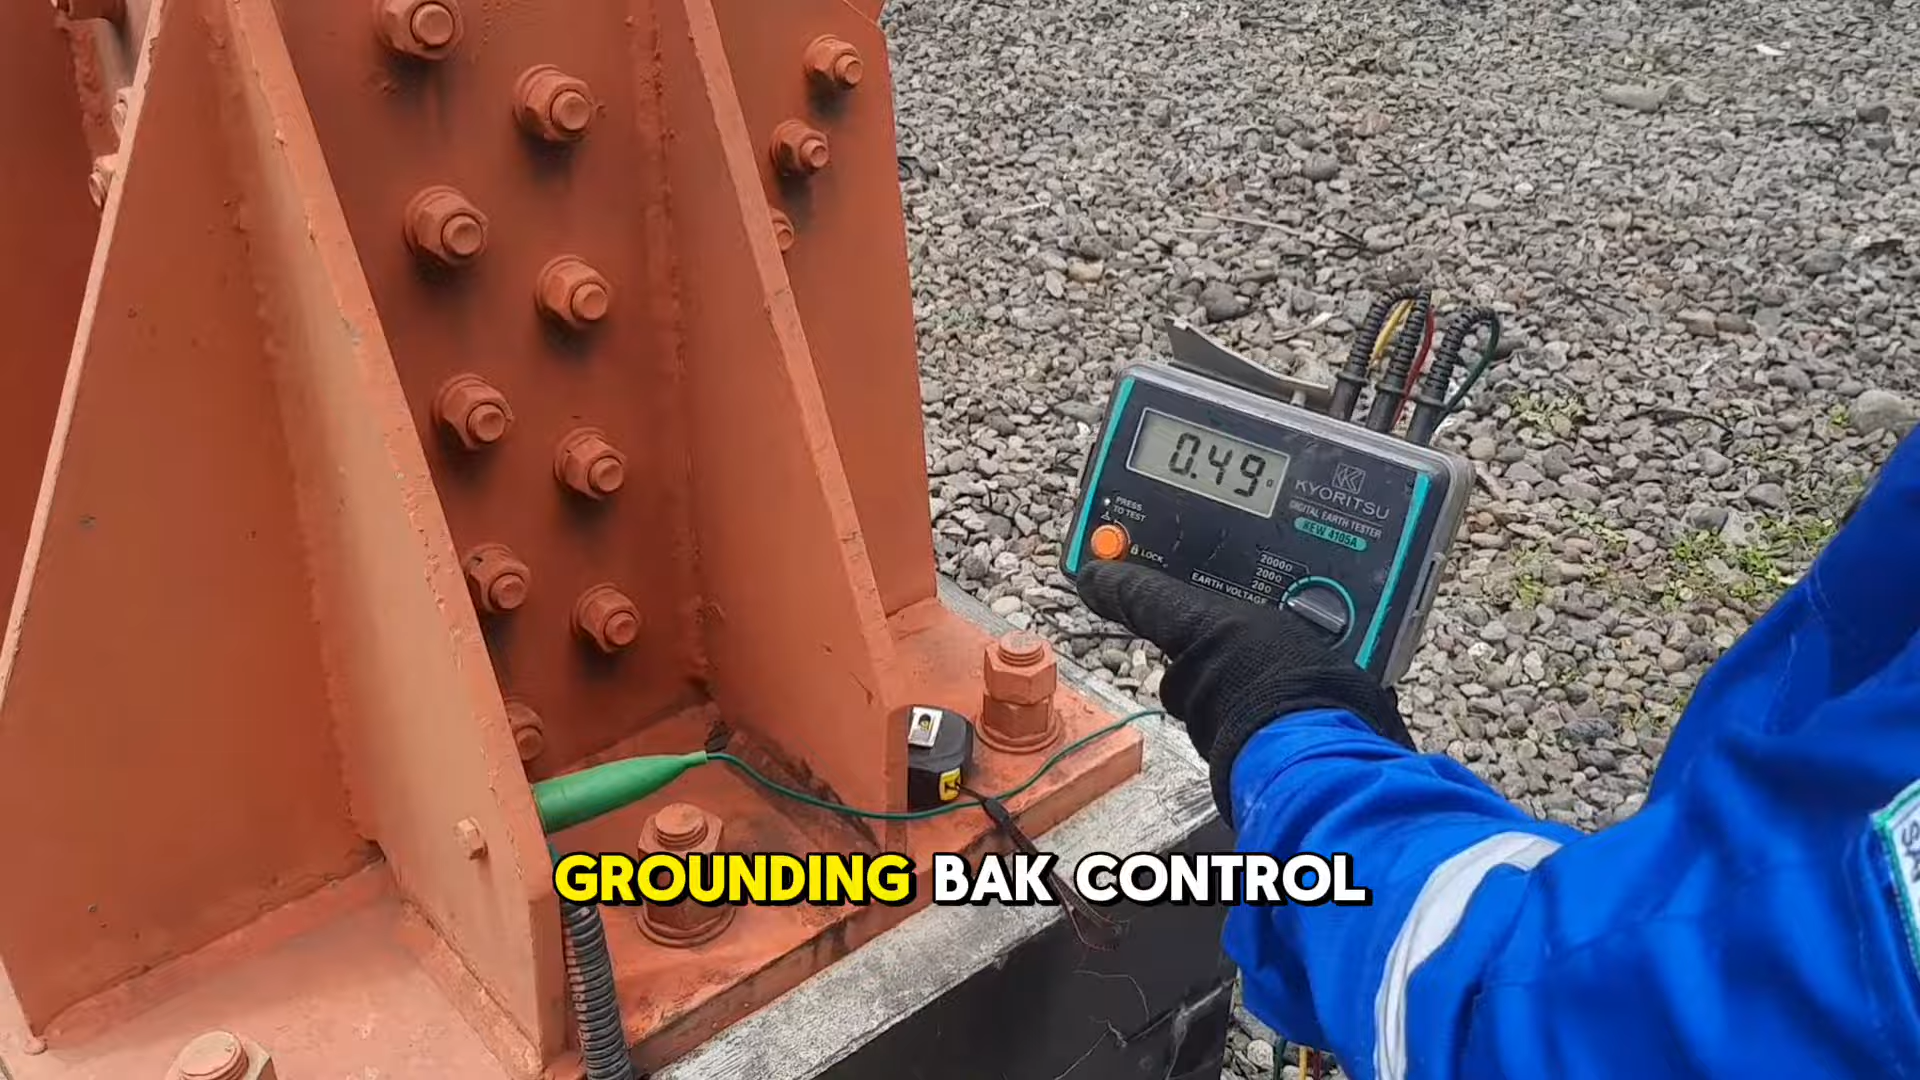 0.49 Ω
KYORITSU
DIGITAL EARTH TESTER
KEW 4105A
PRESS
TO TEST
LOCK
2000Ω
200Ω
20Ω
EARTH VOLTAGE
GROUNDING BAK CONTROL